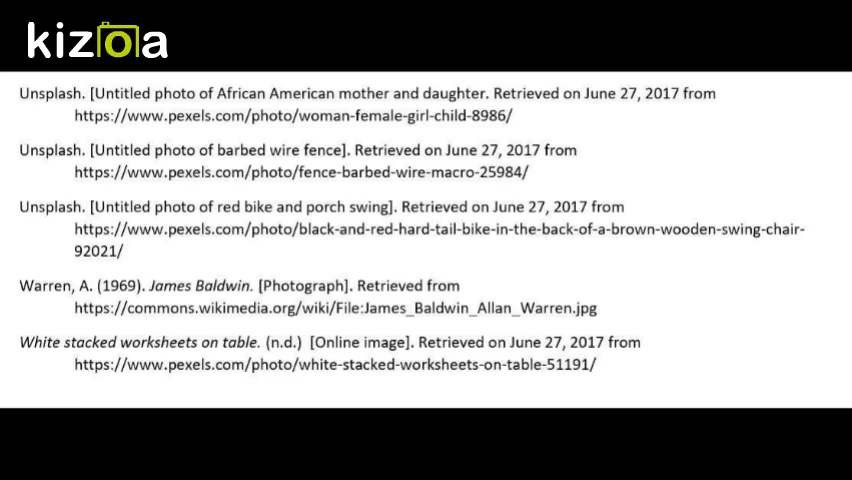 kizoa
Unsplash. [Untitled photo of African American mother and daughter. Retrieved on June 27, 2017 from
https://www.pexels.com/photo/woman-female-girl-child-8986/
Unsplash. [Untitled photo of barbed wire fence]. Retrieved on June 27, 2017 from
https://www.pexels.com/photo/fence-barbed-wire-macro-25984/
Unsplash. [Untitled photo of red bike and porch swing]. Retrieved on June 27, 2017 from
https://www.pexels.com/photo/black-and-red-hard-tail-bike-in-the-back-of-a-brown-wooden-swing-chair-
92021/
Warren, A. (1969). James Baldwin. [Photograph]. Retrieved from
https://commons.wikimedia.org/wiki/File:James_Baldwin_Allan_Warren.jpg
White stacked worksheets on table. (n.d.) [Online image]. Retrieved on June 27, 2017 from
https://www.pexels.com/photo/white-stacked-worksheets-on-table-51191/